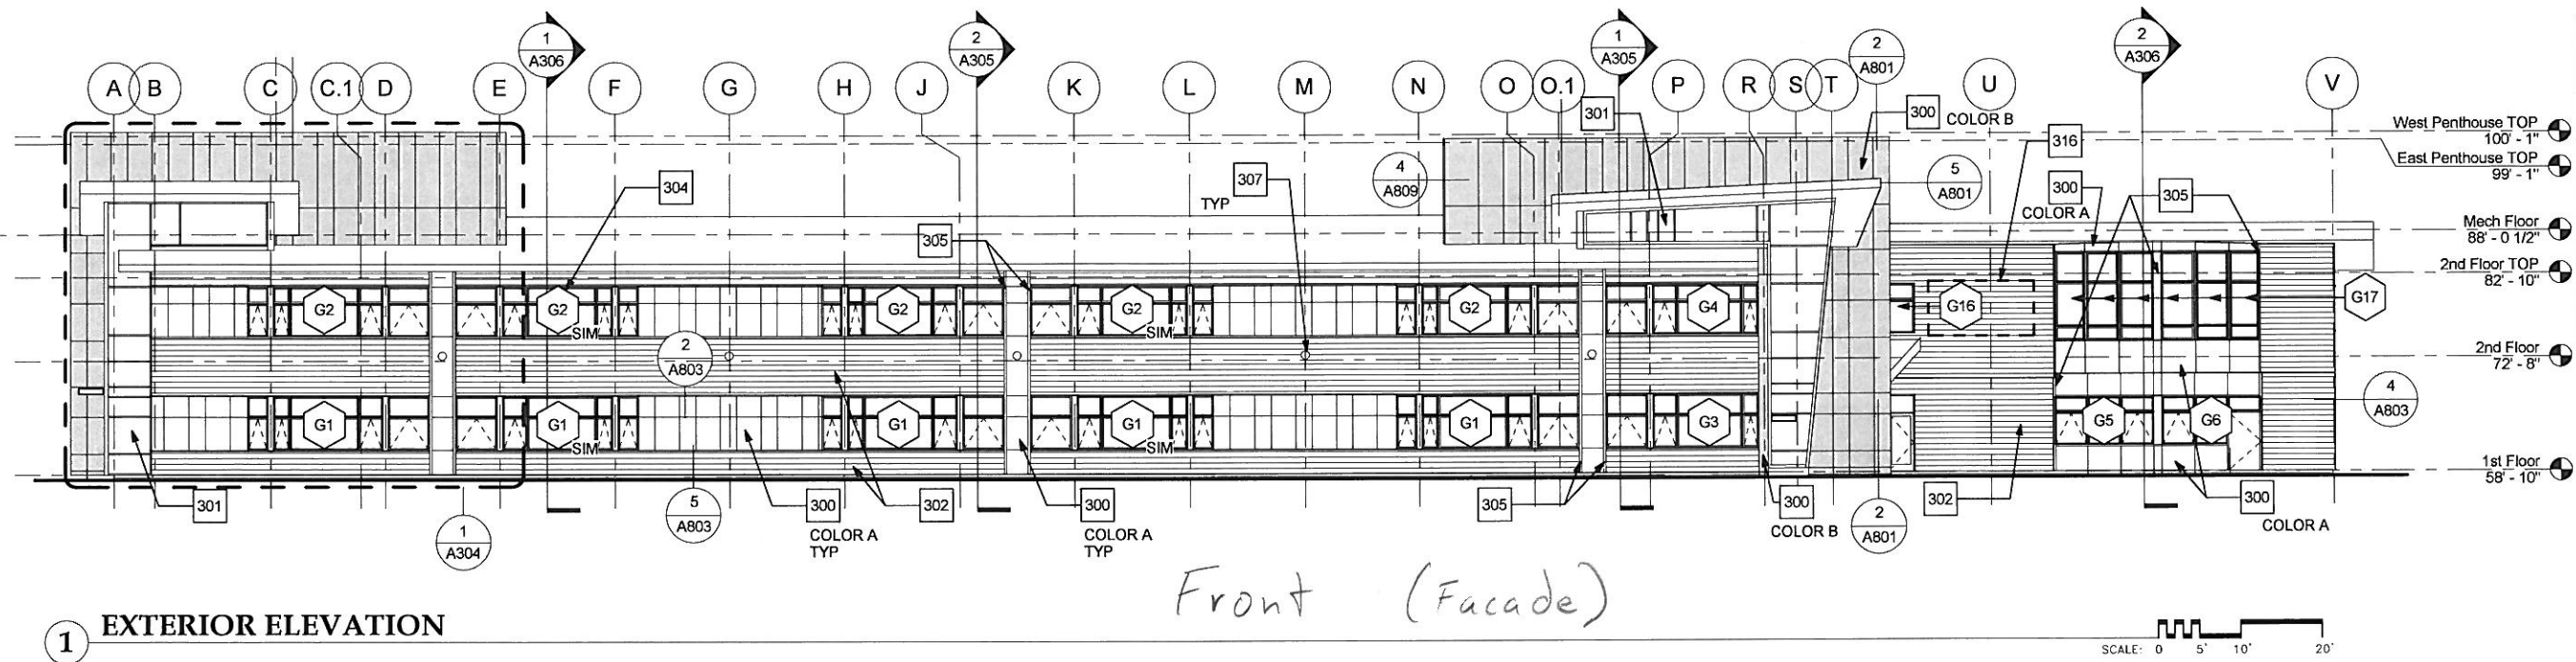 1
A306
2
A305
1
A305
2
A801
2
A306
A B C C.1 D E F G H J K L M N O O.1 P R S T U V
301
300
COLOR B
316
West Penthouse TOP
100' - 1"
East Penthouse TOP
99' - 1"
4
A809
5
A801
304
307
TYP
300
COLOR A
305
Mech Floor
88' - 0 1/2"
305
2nd Floor TOP
82' - 10"
G2 G2 G2 G2 G2 G4 G16 G17
SIM SIM
2
A803
2nd Floor
72' - 8"
4
A803
G1 G1 G1 G1 G1 G3 G5 G6
SIM SIM
1st Floor
58' - 10"
301
5
A803
300
COLOR A
TYP
302
300
COLOR A
TYP
305
300
COLOR B
2
A801
302
300
COLOR A
1
A304
Front (Facade)
1 EXTERIOR ELEVATION
SCALE: 0 5' 10' 20'